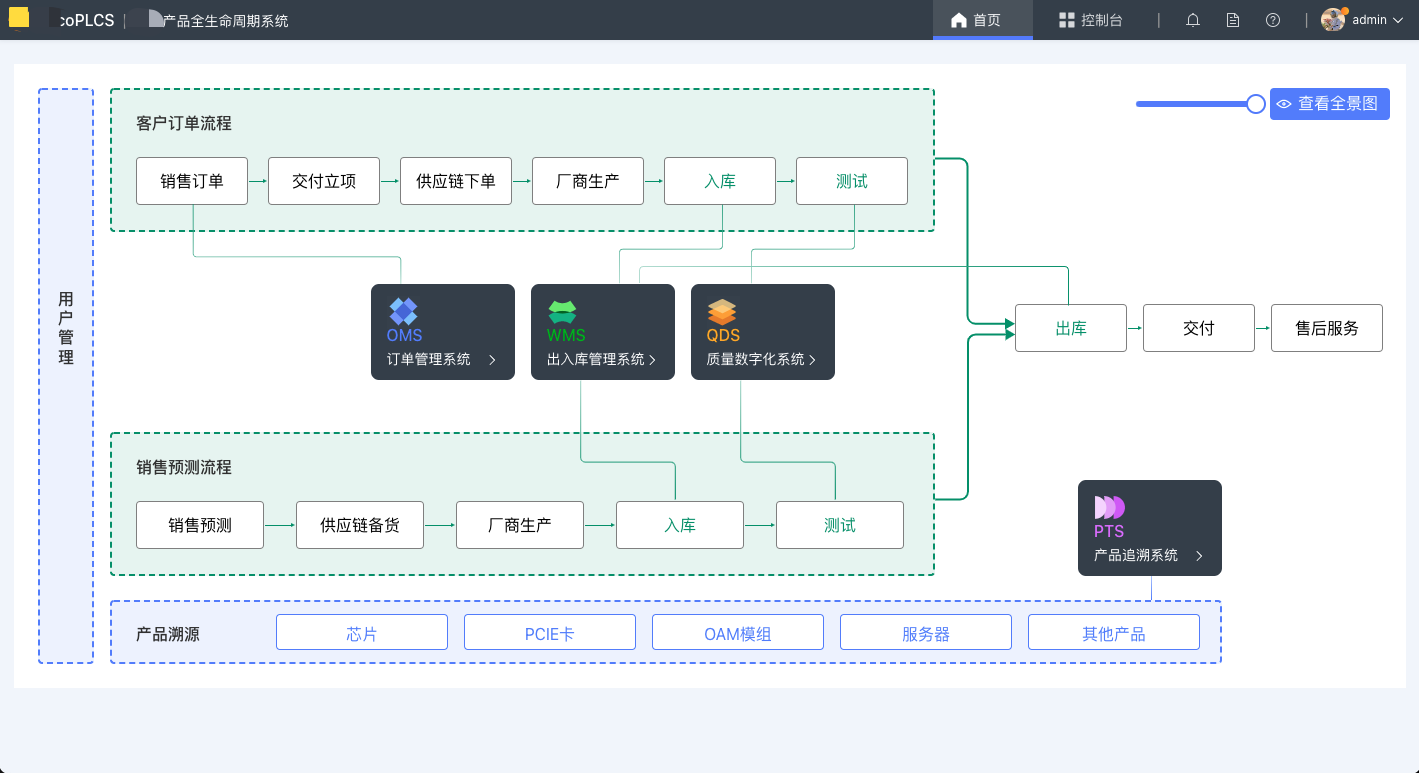 coPLCS
产品全生命周期系统
首页
控制台
admin
查看全景图
用户管理
客户订单流程
销售订单
交付立项
供应链下单
厂商生产
入库
测试
OMS
订单管理系统
WMS
出入库管理系统
QDS
质量数字化系统
出库
交付
售后服务
销售预测流程
销售预测
供应链备货
厂商生产
入库
测试
PTS
产品追溯系统
产品溯源
芯片
PCIE卡
OAM模组
服务器
其他产品